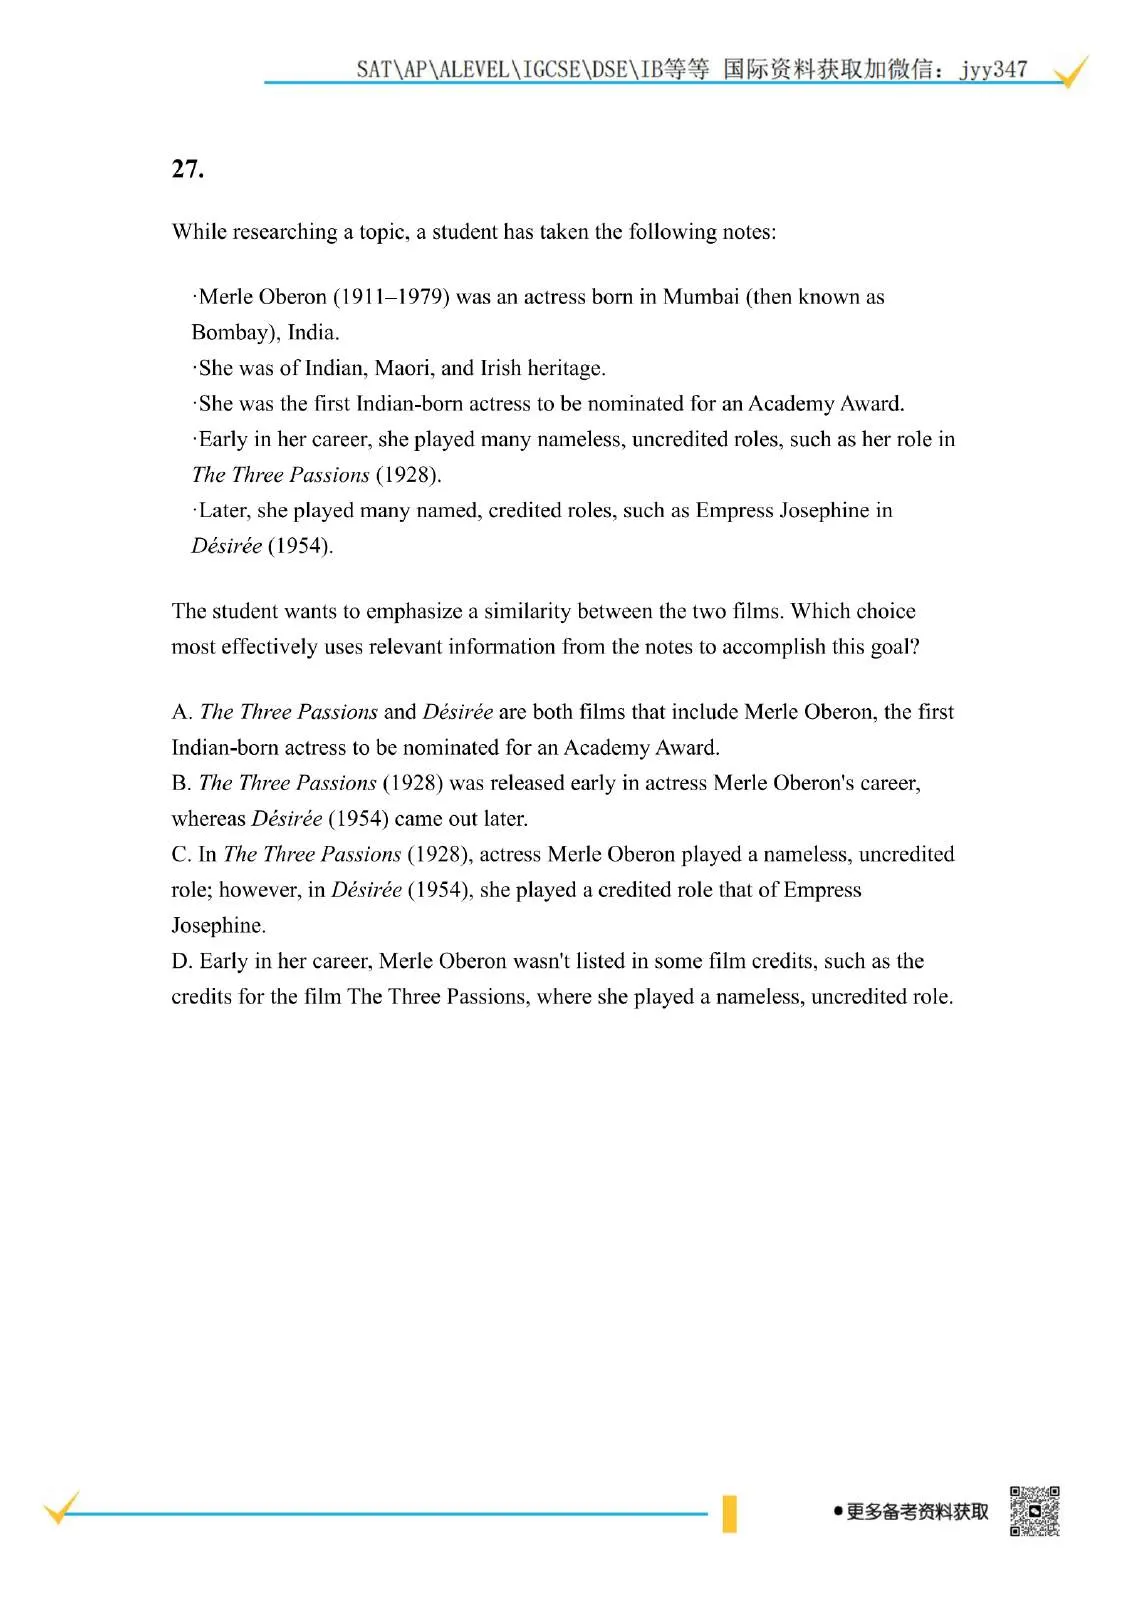 SAT\AP\ALEVEL\IGCSE\DSE\IB等等 国际资料获取加微信: jyy347
27.
While researching a topic, a student has taken the following notes:
·Merle Oberon (1911–1979) was an actress born in Mumbai (then known as
Bombay), India.
·She was of Indian, Maori, and Irish heritage.
·She was the first Indian-born actress to be nominated for an Academy Award.
·Early in her career, she played many nameless, uncredited roles, such as her role in
The Three Passions (1928).
·Later, she played many named, credited roles, such as Empress Josephine in
Désirée (1954).
The student wants to emphasize a similarity between the two films. Which choice
most effectively uses relevant information from the notes to accomplish this goal?
A. The Three Passions and Désirée are both films that include Merle Oberon, the first
Indian-born actress to be nominated for an Academy Award.
B. The Three Passions (1928) was released early in actress Merle Oberon's career,
whereas Désirée (1954) came out later.
C. In The Three Passions (1928), actress Merle Oberon played a nameless, uncredited
role; however, in Désirée (1954), she played a credited role that of Empress
Josephine.
D. Early in her career, Merle Oberon wasn't listed in some film credits, such as the
credits for the film The Three Passions, where she played a nameless, uncredited role.
•更多备考资料获取